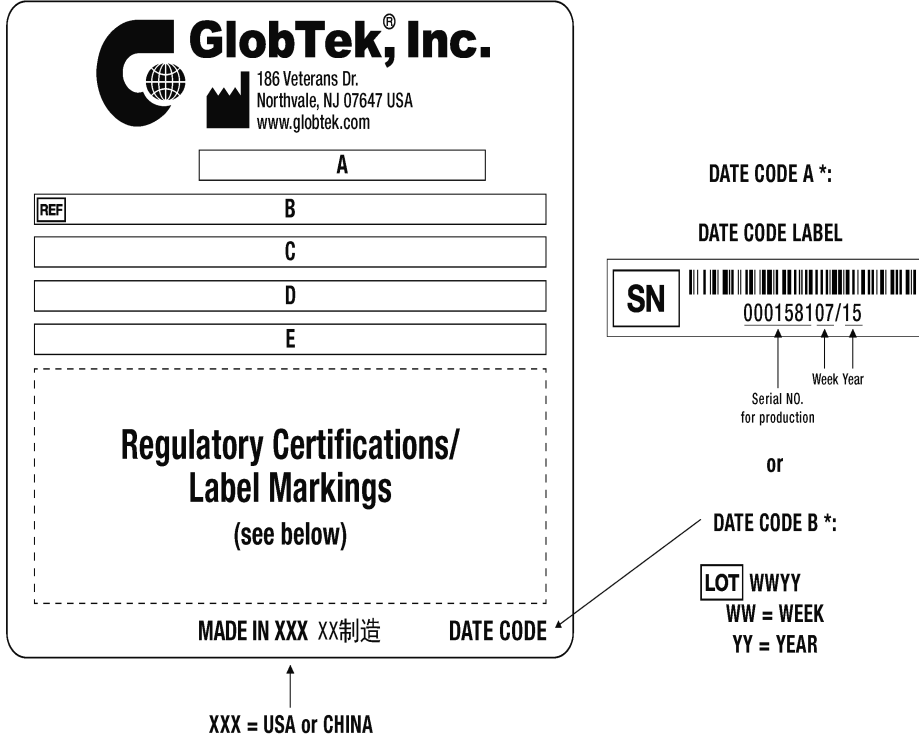 GlobTek,® Inc.
186 Veterans Dr.
Northvale, NJ 07647 USA
www.globtek.com
A
REF B
C
D
E
Regulatory Certifications/
Label Markings
(see below)
MADE IN XXX XX制造 DATE CODE
XXX = USA or CHINA
DATE CODE A *:
DATE CODE LABEL
SN
000158107/15
Week Year
Serial NO.
for production
or
DATE CODE B *:
LOT WWYY
WW = WEEK
YY = YEAR